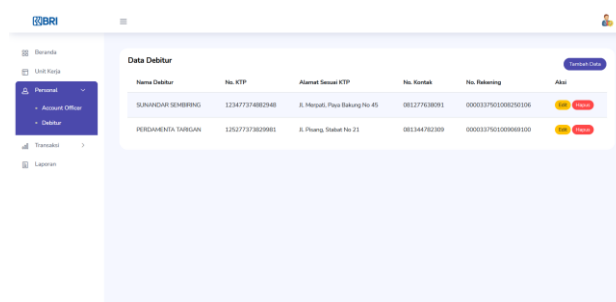 BRI
Beranda
Unit Kerja
Personal
Account Officer
Debitur
Transaksi
Laporan
Data Debitur
Tambah Data
Nama Debitur No. KTP Alamat Sesuai KTP No. Kontak No. Rekening Aksi
SUNANDAR SEMBIRING 123477374882948 Jl. Merpati, Paya Bakung No 45 081277638091 0000337501008250106 Edit Hapus
PERDAMENTA TARIGAN 125277373829981 Jl. Pisang, Stabat No 21 081344782309 0000337501009069100 Edit Hapus